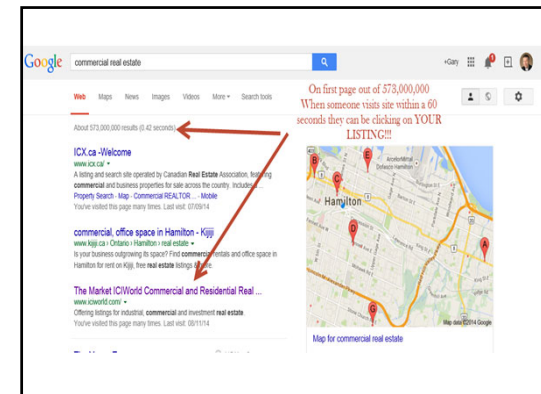 Google commercial real estate +Gary
Web Maps News Images Videos More Search tools
On first page out of 573,000,000
When someone visits site within a 60
seconds they can be clicking on YOUR
LISTING!!!
About 573,000,000 results (0.42 seconds)
ICX.ca -Welcome
www.icx.ca/
A listing and search site operated by Canadian Real Estate Association, featuring
commercial and business properties for sale across the country. Includes a ...
Property Search - Map - Commercial REALTOR ... - Mobile
You've visited this page many times. Last visit: 07/09/14
commercial, office space in Hamilton - Kijiji
www.kijiji.ca › Ontario › Hamilton › real estate
Is your business outgrowing its space? Find commercial rentals and office space in
Hamilton for rent on Kijiji, free real estate listings &
The Market ICIWorld Commercial and Residential Real ...
www.iciworld.com/
Offering listings for industrial, commercial and investment real estate.
You've visited this page many times. Last visit: 08/11/14
ArcelorMittal
Dofasco Hamilton
Hamilton
A
B
C
D
E
G
Map data ©2014 Google
Map for commercial real estate